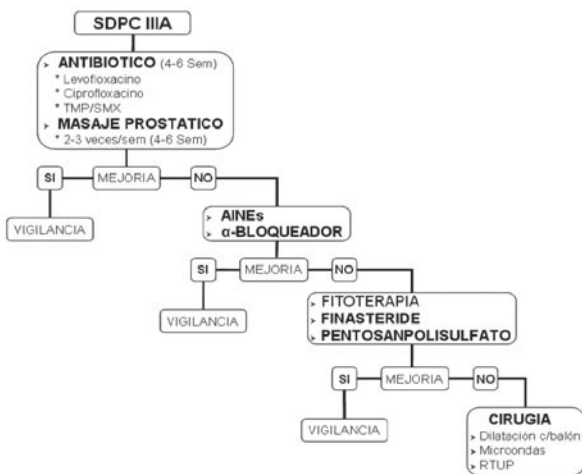 SDPC IIIA
➢ ANTIBIOTICO (4-6 Sem)
* Levofloxacino
* Ciprofloxacino
* TMP/SMX
➢ MASAJE PROSTATICO
* 2-3 veces/sem (4-6 Sem)
SI MEJORIA NO
VIGILANCIA
➢ AINEs
➢ α-BLOQUEADOR
SI MEJORIA NO
VIGILANCIA
➢ FITOTERAPIA
➢ FINASTERIDE
➢ PENTOSANPOLISULFATO
SI MEJORIA NO
VIGILANCIA
CIRUGIA
➢ Dilatación c/balón
➢ Microondas
➢ RTUP